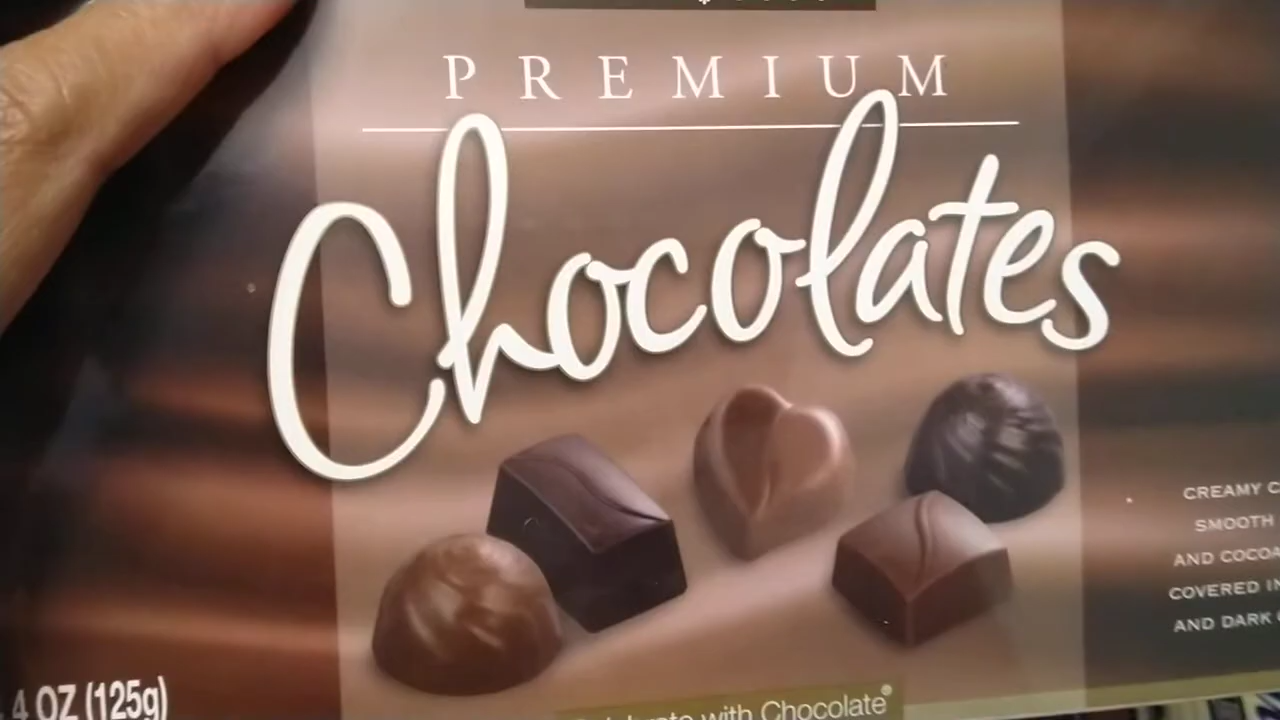 PREMIUM
Chocolates
CREAMY
SMOOTH
AND COCOA
COVERED IN
AND DARK
4 OZ (125g)
with Chocolate®